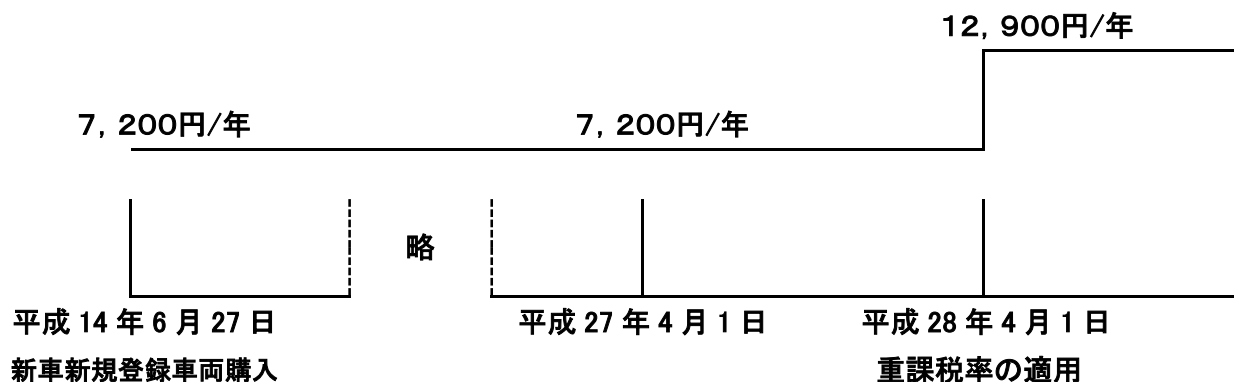 12,900円/年
7,200円/年
7,200円/年
略
平成 14 年 6 月 27 日
平成 27 年 4 月 1 日
平成 28 年 4 月 1 日
新車新規登録車両購入
重課税率の適用